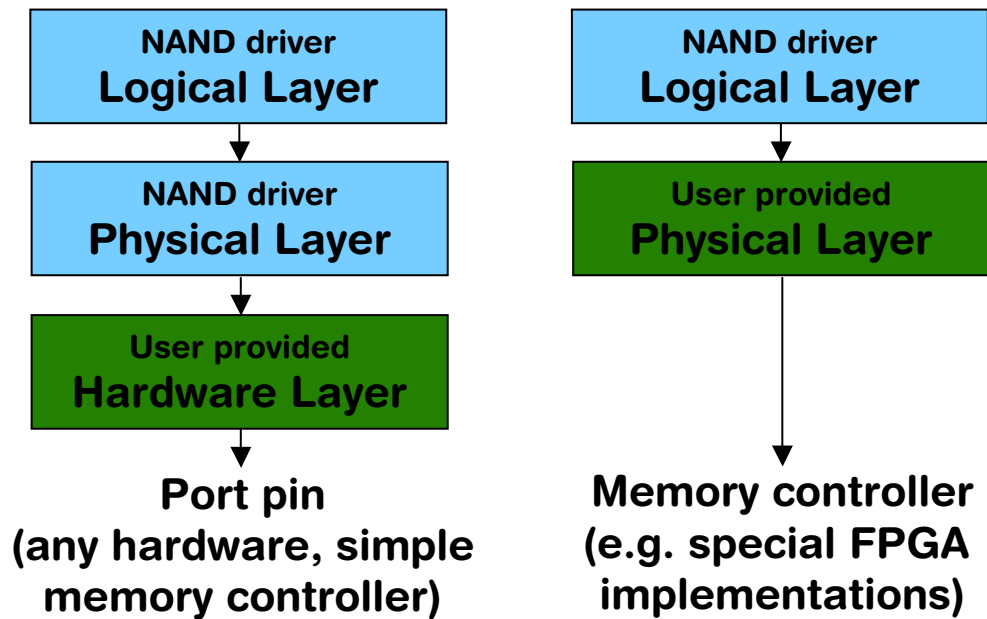 NAND driver
Logical Layer
NAND driver
Physical Layer
User provided
Hardware Layer
Port pin
(any hardware, simple
memory controller)
NAND driver
Logical Layer
User provided
Physical Layer
Memory controller
(e.g. special FPGA
implementations)